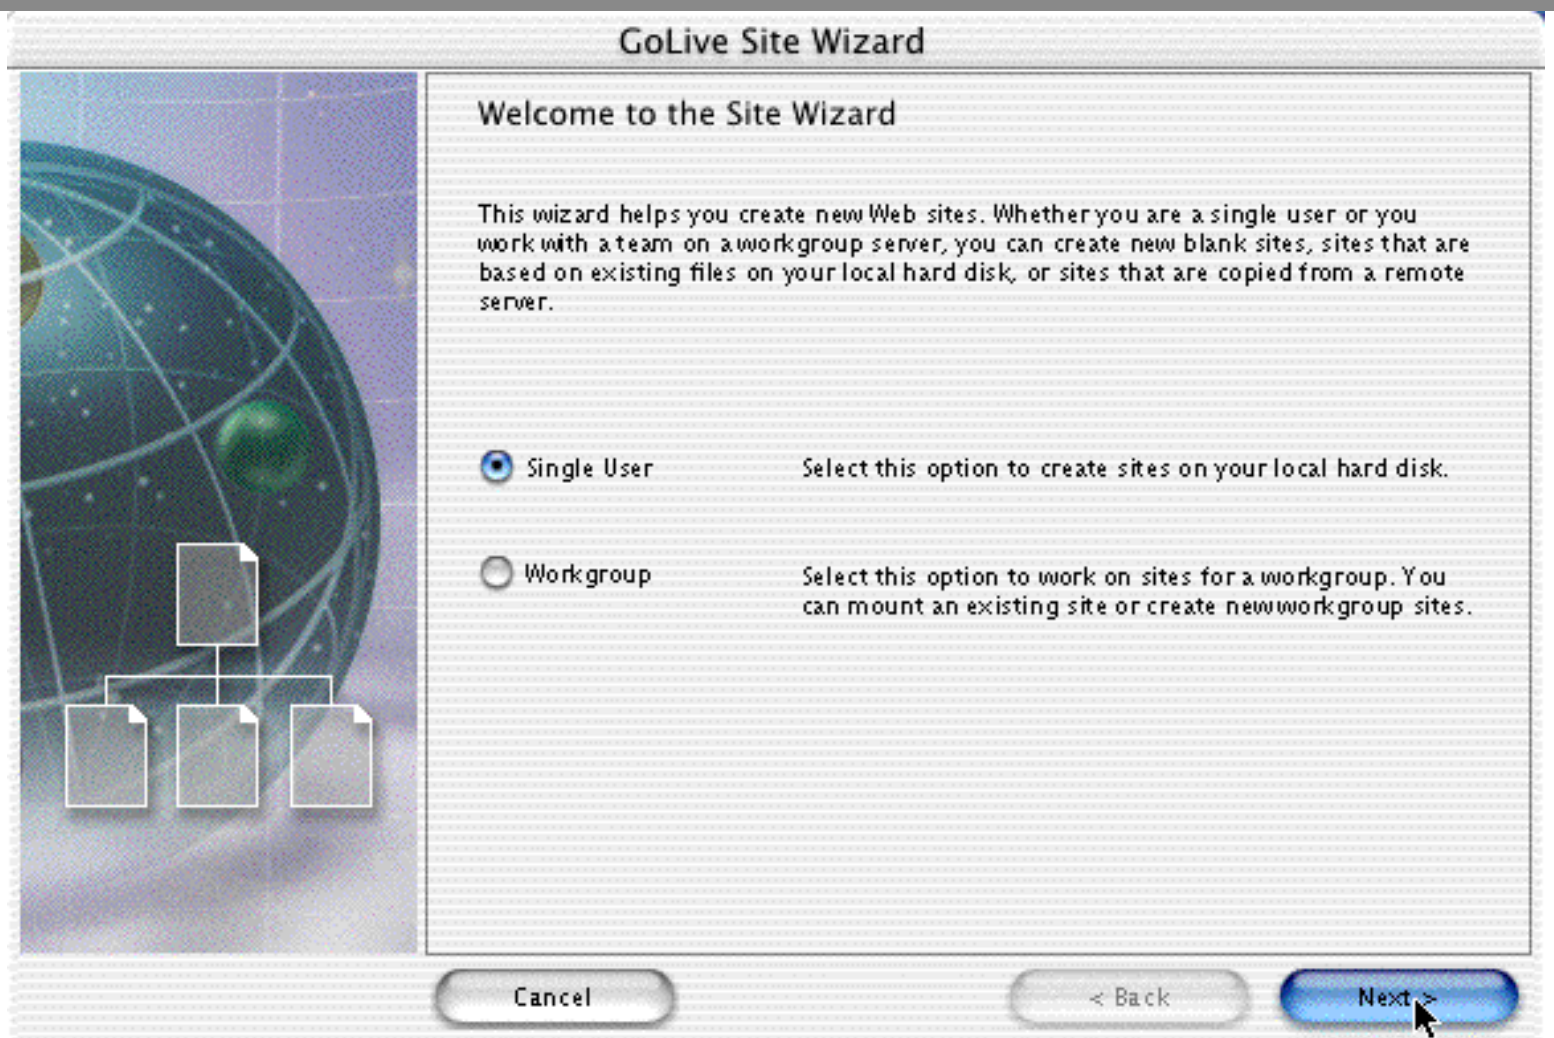 GoLive Site Wizard
Welcome to the Site Wizard
This wizard helps you create new Web sites. Whether you are a single user or you
work with a team on a workgroup server, you can create new blank sites, sites that are
based on existing files on your local hard disk, or sites that are copied from a remote
server.
Single User
Select this option to create sites on your local hard disk.
Workgroup
Select this option to work on sites for a workgroup. You
can mount an existing site or create new workgroup sites.
Cancel
< Back
Next >